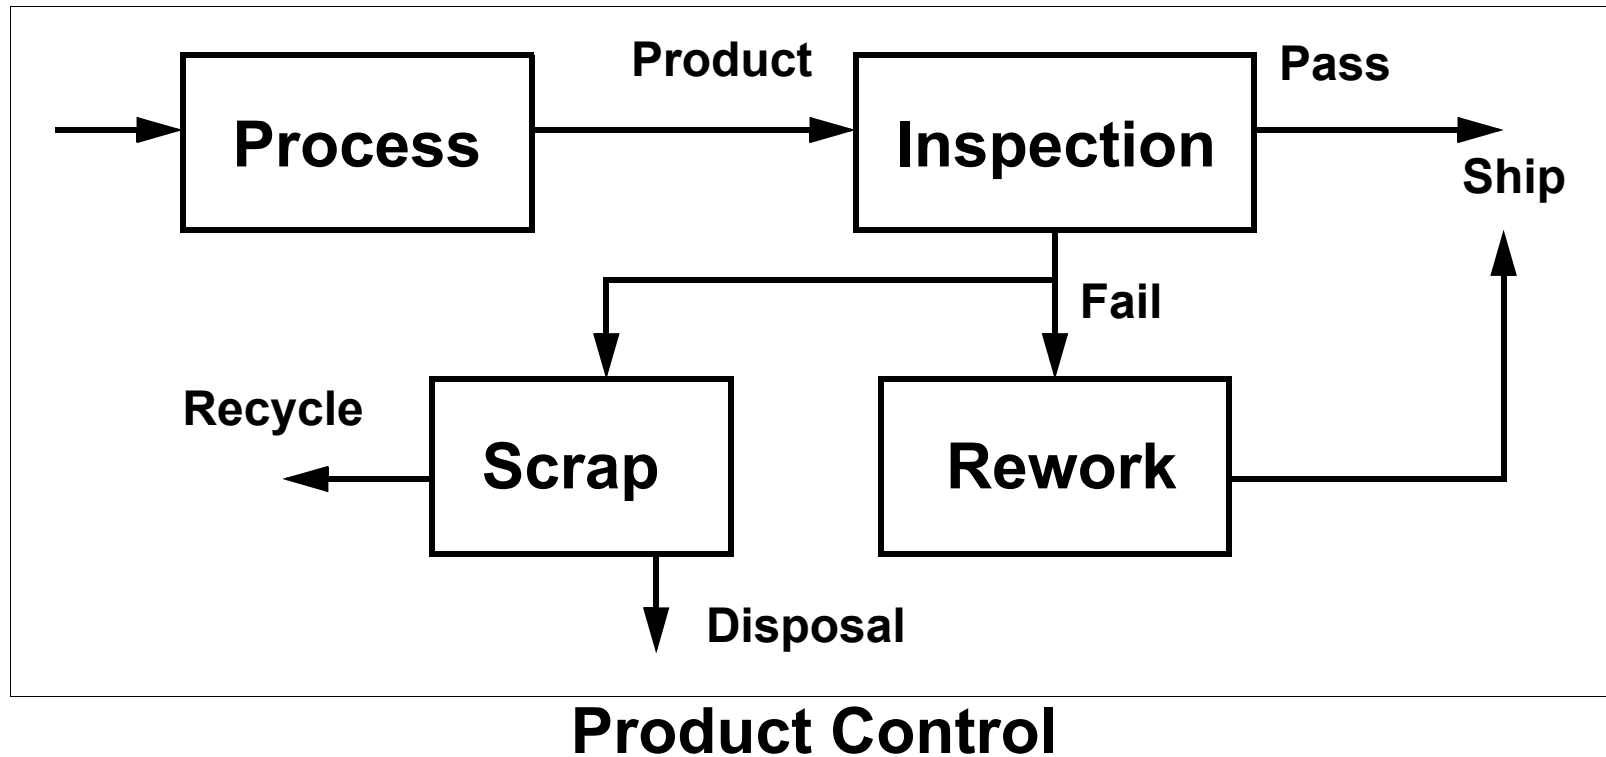 Product
Pass
Process
Inspection
Ship
Fail
Recycle
Scrap
Rework
Disposal
Product Control